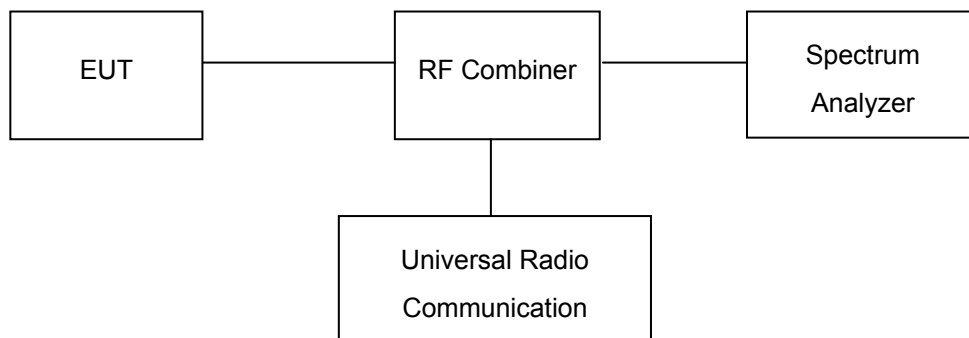 EUT
RF Combiner
Spectrum
Analyzer
Universal Radio
Communication